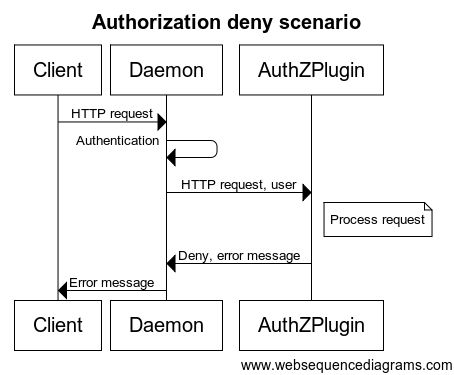 Authorization deny scenario
Client
Daemon
AuthZPlugin
HTTP request
Authentication
HTTP request, user
Process request
Deny, error message
Error message
Client
Daemon
AuthZPlugin
www.websequencediagrams.com